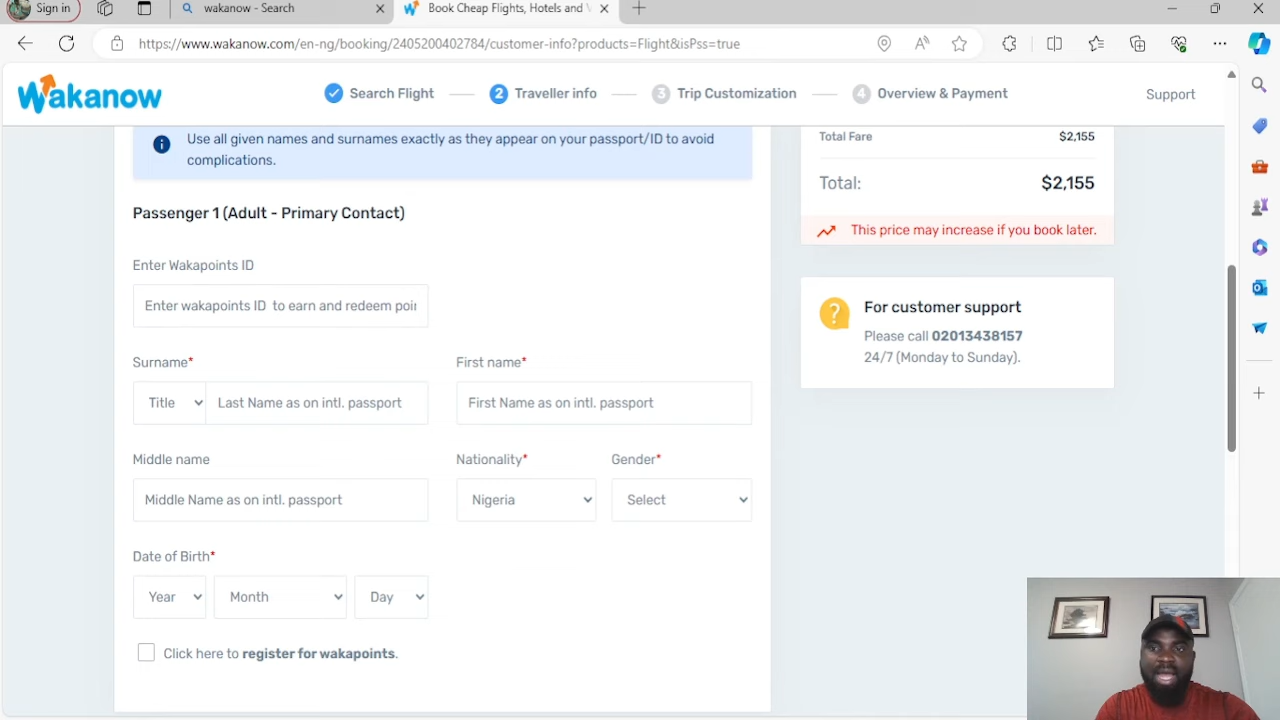 Sign in
wakanow - Search
Book Cheap Flights, Hotels and
https://www.wakanow.com/en-ng/booking/2405200402784/customer-info?products=Flight&isPss=true
Wakanow
Search Flight
2 Traveller info
3 Trip Customization
4 Overview & Payment
Support
Use all given names and surnames exactly as they appear on your passport/ID to avoid
complications.
Passenger 1 (Adult - Primary Contact)
Enter Wakapoints ID
Enter wakapoints ID to earn and redeem poin
Surname*
First name*
Title
Last Name as on intl. passport
First Name as on intl. passport
Middle name
Nationality*
Gender*
Middle Name as on intl. passport
Nigeria
Select
Date of Birth*
Year
Month
Day
Click here to register for wakapoints.
Total Fare
$2,155
Total:
$2,155
This price may increase if you book later.
For customer support
Please call 02013438157
24/7 (Monday to Sunday).